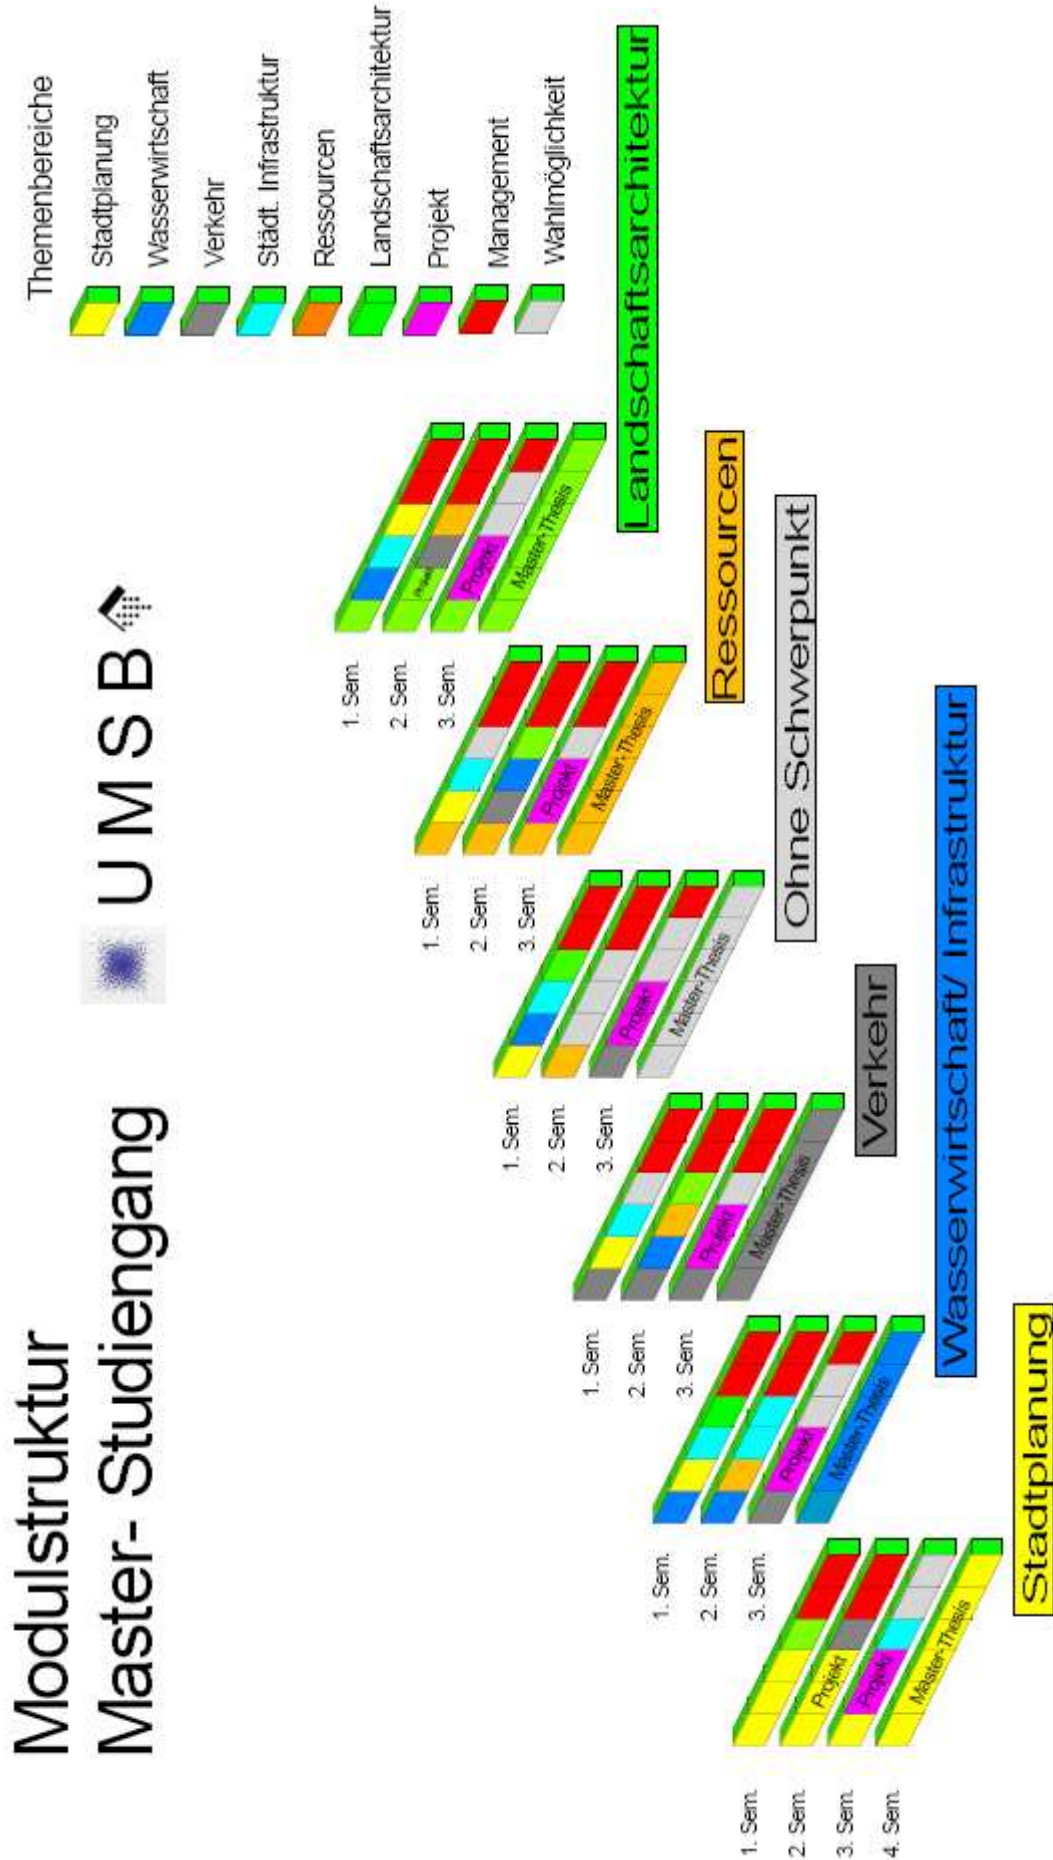 Modulstruktur
Master- Studiengang
U M S B
Themenbereiche
Stadtplanung
Wasserwirtschaft
Verkehr
Städt. Infrastruktur
Ressourcen
Landschaftsarchitektur
Projekt
Management
Wahlmöglichkeit
1. Sem.
2. Sem.
3. Sem.
Projekt
Projekt
Master-Thesis
Landschaftsarchitektur
1. Sem.
2. Sem.
3. Sem.
Projekt
Master-Thesis
Ressourcen
1. Sem.
2. Sem.
3. Sem.
Projekt
Master-Thesis
Ohne Schwerpunkt
1. Sem.
2. Sem.
3. Sem.
Projekt
Master-Thesis
Verkehr
1. Sem.
2. Sem.
3. Sem.
Projekt
Master-Thesis
Wasserwirtschaft/ Infrastruktur
1. Sem.
2. Sem.
3. Sem.
4. Sem.
Projekt
Projekt
Master-Thesis
Stadtplanung